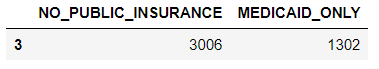 NO_PUBLIC_INSURANCE MEDICAID_ONLY
3 3006 1302